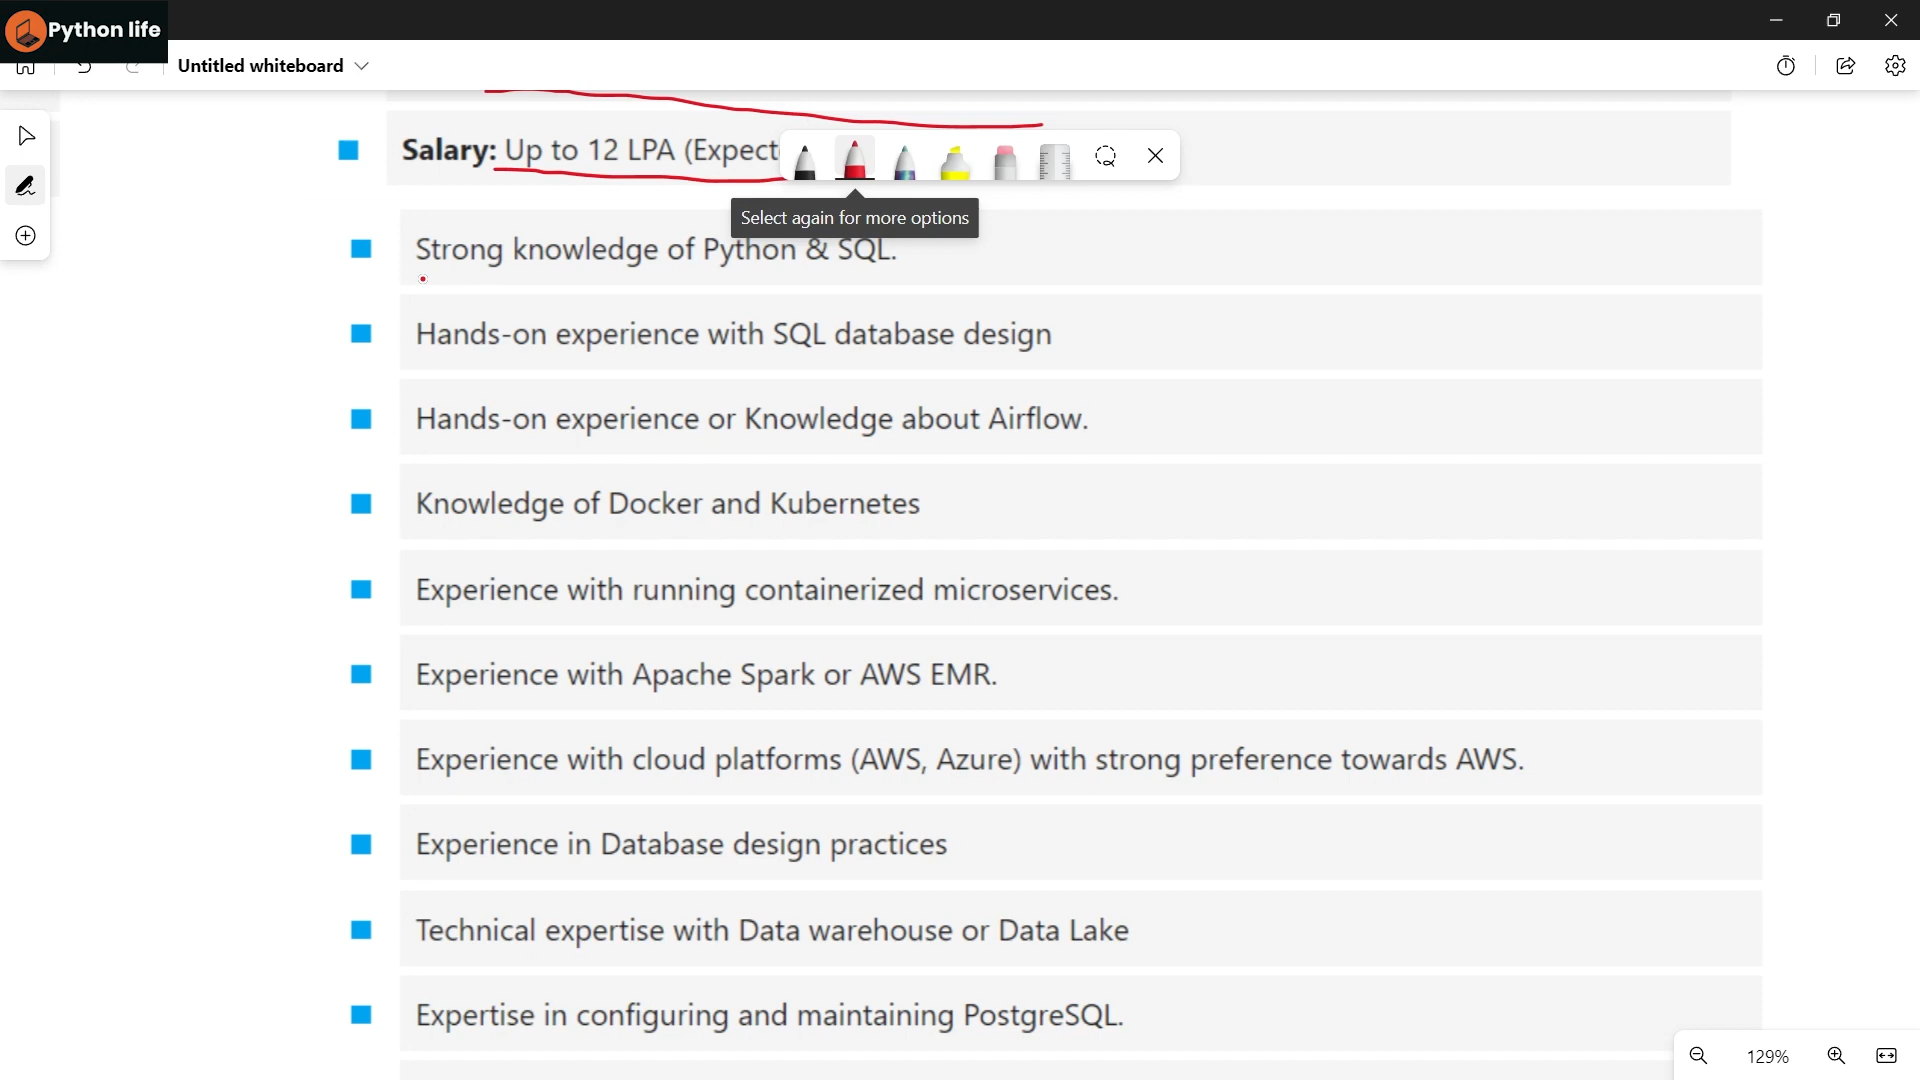 Python life
Untitled whiteboard
Salary: Up to 12 LPA (Expect
Select again for more options
Strong knowledge of Python & SQL.
Hands-on experience with SQL database design
Hands-on experience or Knowledge about Airflow.
Knowledge of Docker and Kubernetes
Experience with running containerized microservices.
Experience with Apache Spark or AWS EMR.
Experience with cloud platforms (AWS, Azure) with strong preference towards AWS.
Experience in Database design practices
Technical expertise with Data warehouse or Data Lake
Expertise in configuring and maintaining PostgreSQL.
129%